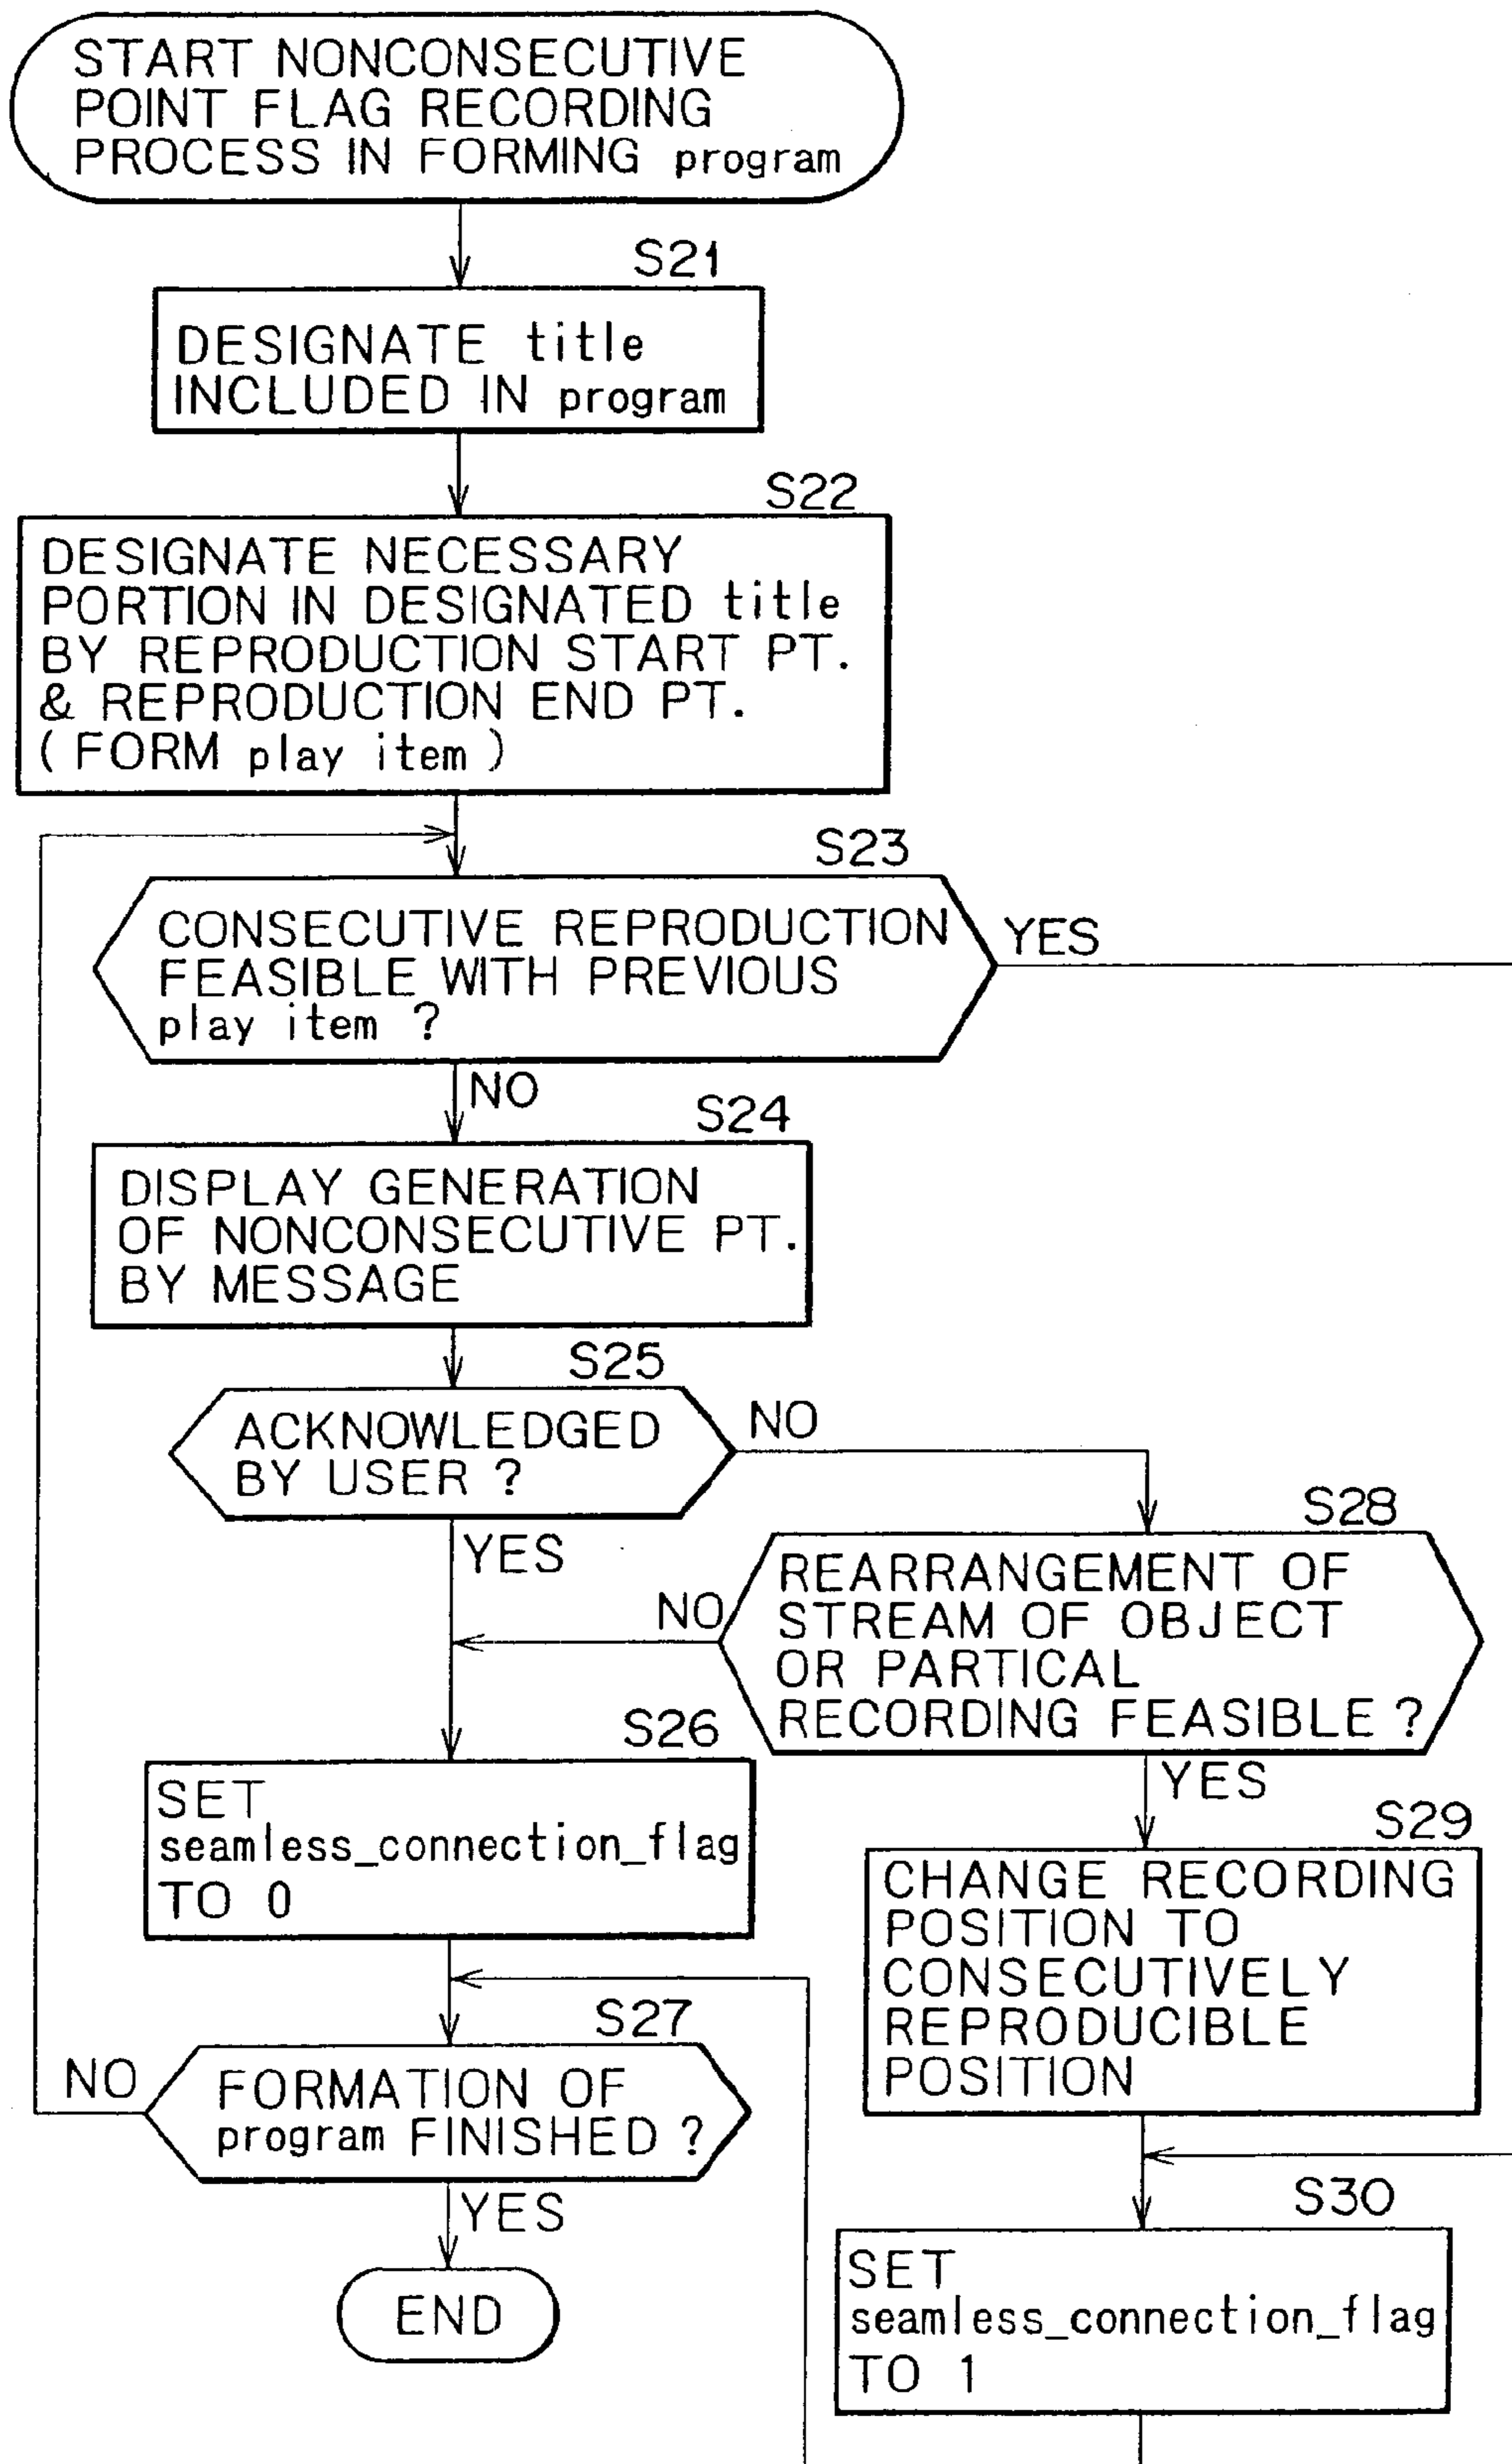 START NONCONSECUTIVE
POINT FLAG RECORDING
PROCESS IN FORMING program
S21
DESIGNATE title
INCLUDED IN program
S22
DESIGNATE NECESSARY
PORTION IN DESIGNATED title
BY REPRODUCTION START PT.
& REPRODUCTION END PT.
(FORM play item)
S23
CONSECUTIVE REPRODUCTION
FEASIBLE WITH PREVIOUS
play item ?
YES
NO
S24
DISPLAY GENERATION
OF NONCONSECUTIVE PT.
BY MESSAGE
S25
ACKNOWLEDGED
BY USER ?
NO
YES
S28
REARRANGEMENT OF
STREAM OF OBJECT
OR PARTICAL
RECORDING FEASIBLE ?
NO
YES
S26
SET
seamless_connection_flag
TO 0
S29
CHANGE RECORDING
POSITION TO
CONSECUTIVELY
REPRODUCIBLE
POSITION
S27
FORMATION OF
program FINISHED ?
NO
YES
END
S30
SET
seamless_connection_flag
TO 1